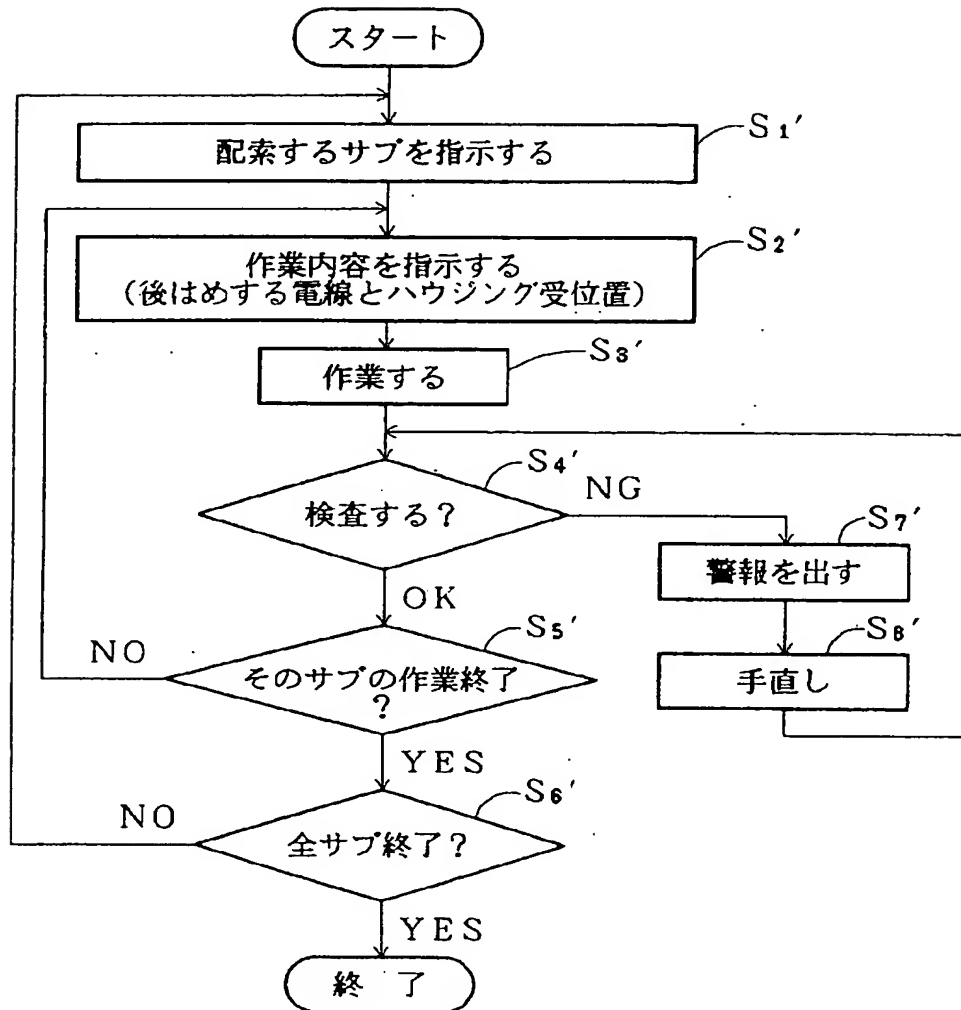 スタート
配索するサブを指示する
S1'
作業内容を指示する
(後はめする電線とハウジング受位置)
S2'
作業する
S3'
検査する?
S4'
NG
OK
警報を出す
S7'
手直し
S8'
そのサブの作業終了
?
S5'
NO
YES
全サブ終了?
S6'
NO
YES
終 了